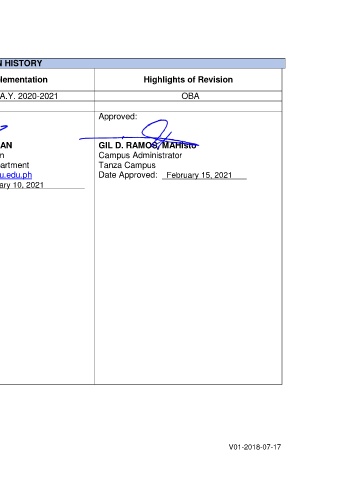 N HISTORY
lementation
Highlights of Revision
A.Y. 2020-2021
OBA
Approved:
AN
GIL D. RAMOS, MAHisto
n
Campus Administrator
artment
Tanza Campus
u.edu.ph
Date Approved: February 15, 2021
ary 10, 2021
V01-2018-07-17